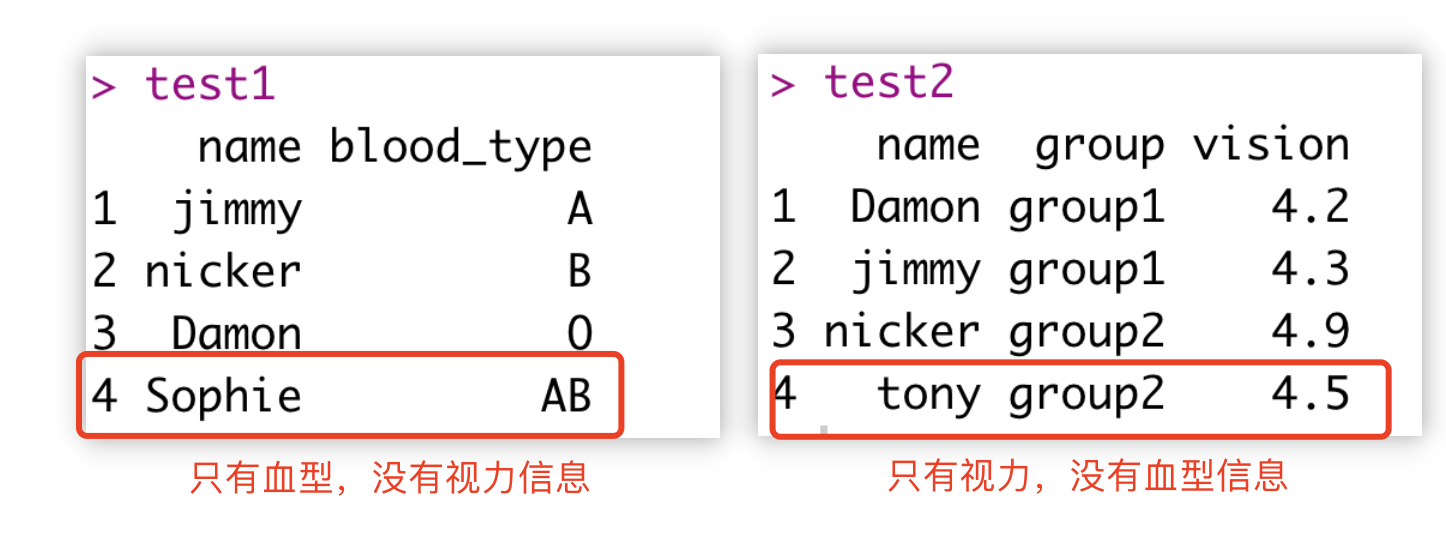 > test1
name blood_type
1 jimmy A
2 nicker B
3 Damon O
4 Sophie AB
只有血型，没有视力信息
> test2
name group vision
1 Damon group1 4.2
2 jimmy group1 4.3
3 nicker group2 4.9
4 tony group2 4.5
只有视力，没有血型信息